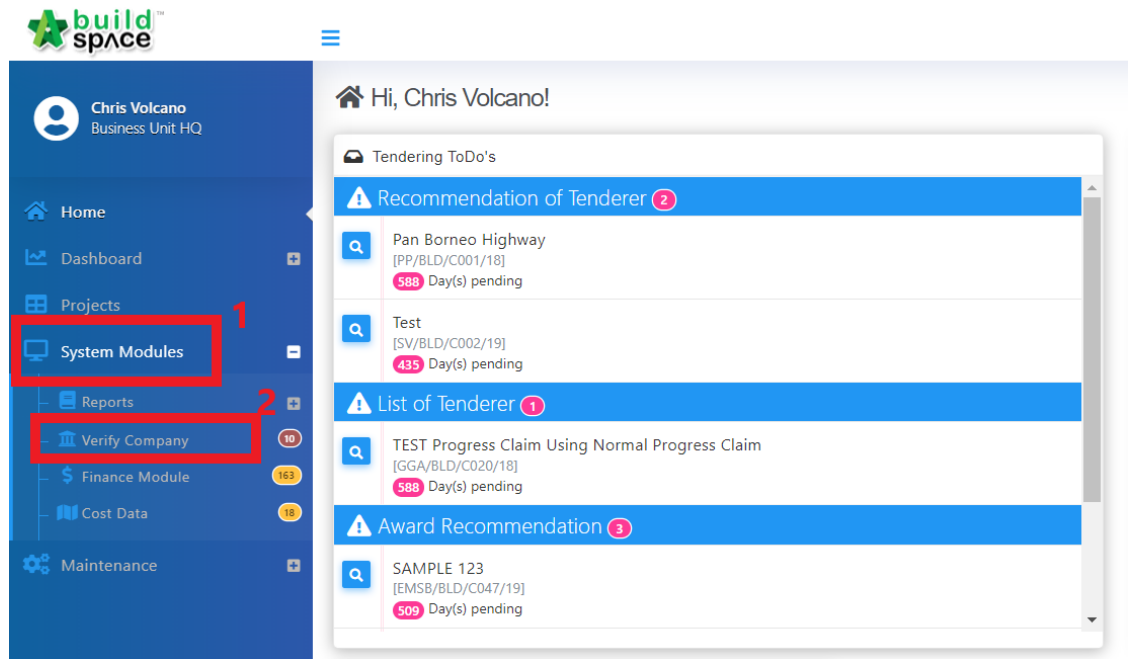 build™
spʌce
Chris Volcano
Business Unit HQ
Home
Dashboard
Projects
1
System Modules
Reports
2
Verify Company 10
Finance Module 163
Cost Data 18
Maintenance
Hi, Chris Volcano!
Tendering ToDo's
Recommendation of Tenderer 2
Pan Borneo Highway
[PP/BLD/C001/18]
588 Day(s) pending
Test
[SV/BLD/C002/19]
435 Day(s) pending
List of Tenderer 1
TEST Progress Claim Using Normal Progress Claim
[GGA/BLD/C020/18]
588 Day(s) pending
Award Recommendation 3
SAMPLE 123
[EMSB/BLD/C047/19]
509 Day(s) pending